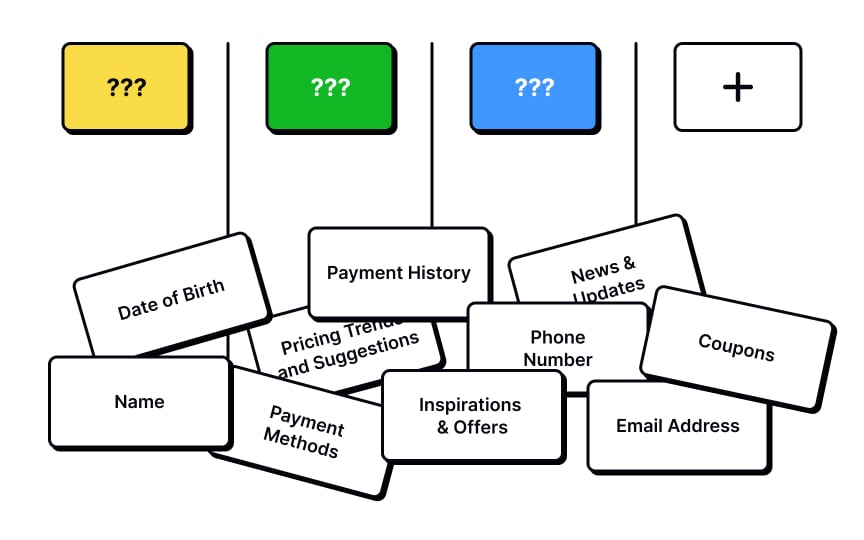 ???
???
???
+
Date of Birth
Payment History
News &
Updates
Pricing Trends
and Suggestions
Phone
Number
Coupons
Name
Payment
Methods
Inspirations
& Offers
Email Address